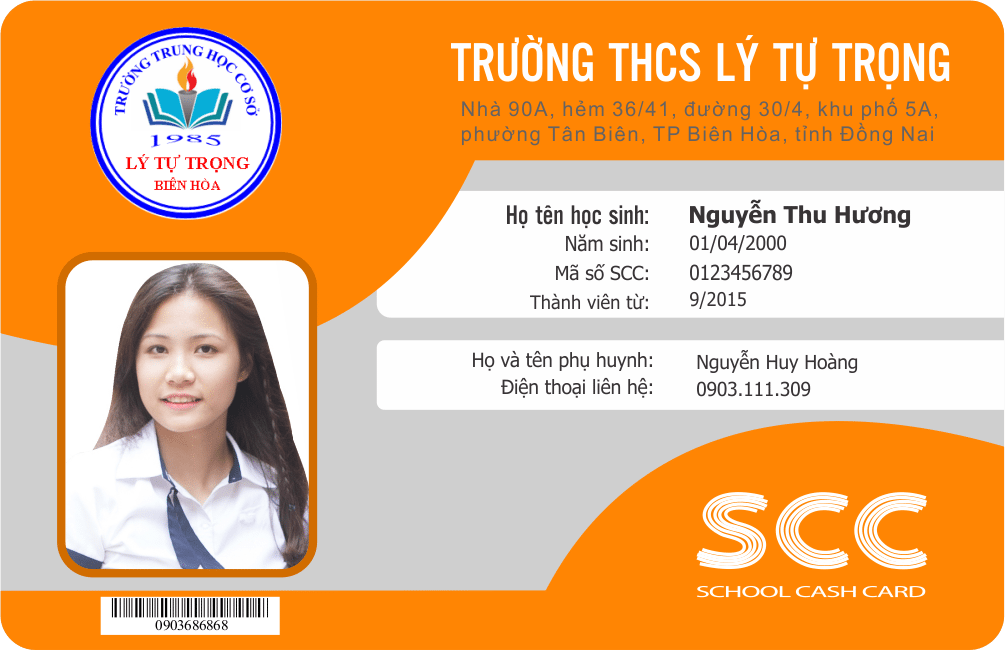 TRƯỜNG TRUNG HỌC CƠ SỞ
1985
LÝ TỰ TRỌNG
BIÊN HÒA
TRƯỜNG THCS LÝ TỰ TRỌNG
Nhà 90A, hẻm 36/41, đường 30/4, khu phố 5A,
phường Tân Biên, TP Biên Hòa, tỉnh Đồng Nai
Họ tên học sinh: Nguyễn Thu Hương
Năm sinh: 01/04/2000
Mã số SCC: 0123456789
Thành viên từ: 9/2015
Họ và tên phụ huynh: Nguyễn Huy Hoàng
Điện thoại liên hệ: 0903.111.309
SCC
SCHOOL CASH CARD
0903686868